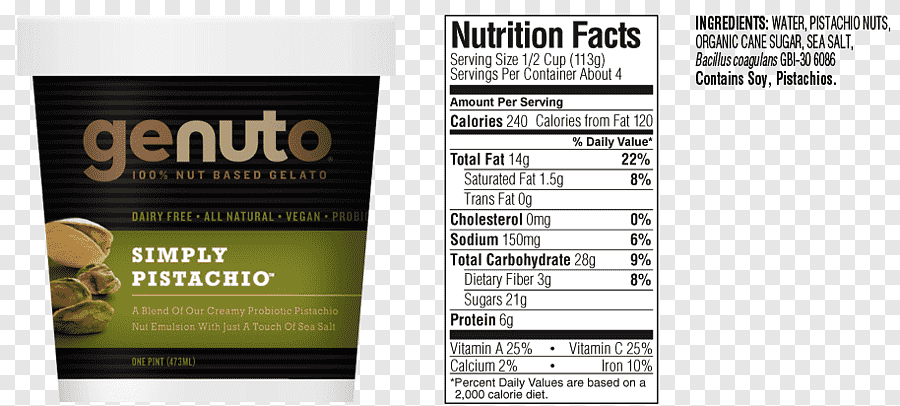 genuto
100% NUT BASED GELATO
DAIRY FREE • ALL NATURAL • VEGAN • PROBI
SIMPLY
PISTACHIO™
A Blend Of Our Creamy Probiotic Pistachio
Nut Emulsion With Just A Touch Of Sea Salt
ONE PINT (473ML)
Nutrition Facts
Serving Size 1/2 Cup (113g)
Servings Per Container About 4
Amount Per Serving
Calories 240 Calories from Fat 120
% Daily Value*
Total Fat 14g 22%
Saturated Fat 1.5g 8%
Trans Fat 0g
Cholesterol 0mg 0%
Sodium 150mg 6%
Total Carbohydrate 28g 9%
Dietary Fiber 3g 8%
Sugars 21g
Protein 6g
Vitamin A 25% • Vitamin C 25%
Calcium 2% • Iron 10%
*Percent Daily Values are based on a
2,000 calorie diet.
INGREDIENTS: WATER, PISTACHIO NUTS,
ORGANIC CANE SUGAR, SEA SALT,
Bacillus coagulans GBI-30 6086
Contains Soy, Pistachios.